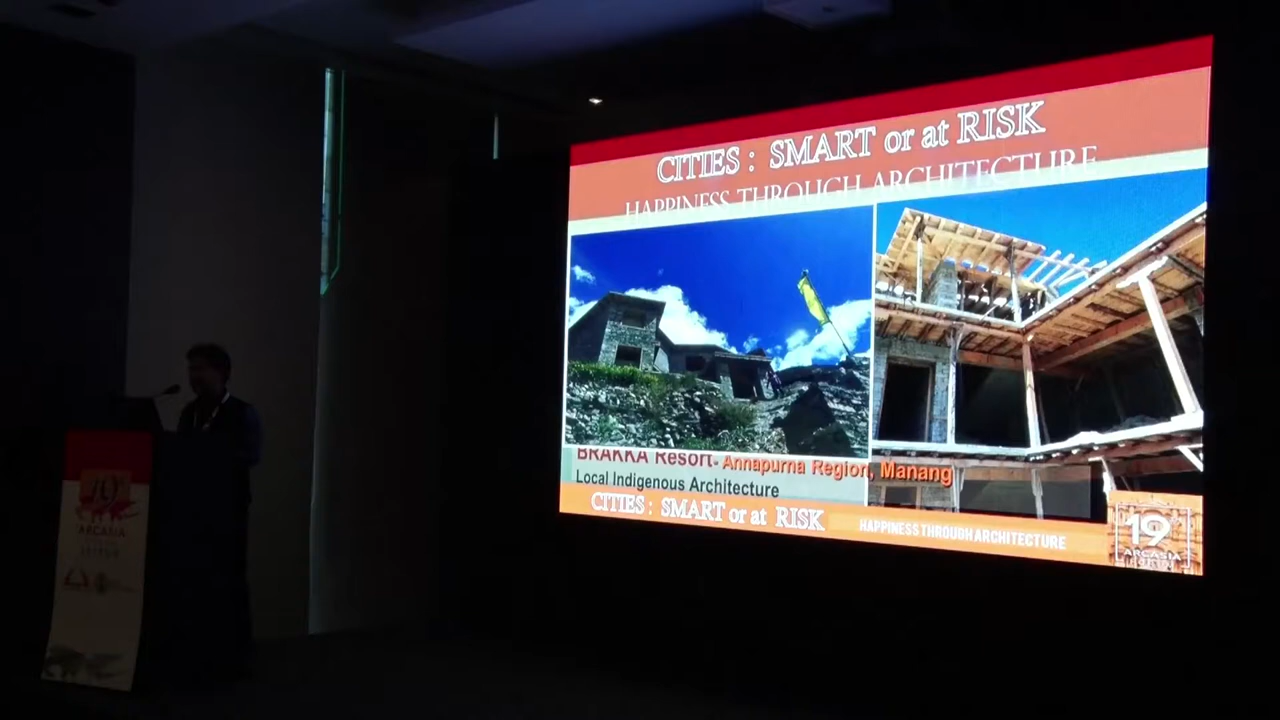 CITIES : SMART or at RISK
HAPPINESS THROUGH ARCHITECTURE
BRAKKA Resort- Annapurna Region, Manang
Local Indigenous Architecture
CITIES : SMART or at RISK
HAPPINESS THROUGH ARCHITECTURE
19
ARCASIA
ARCASIA